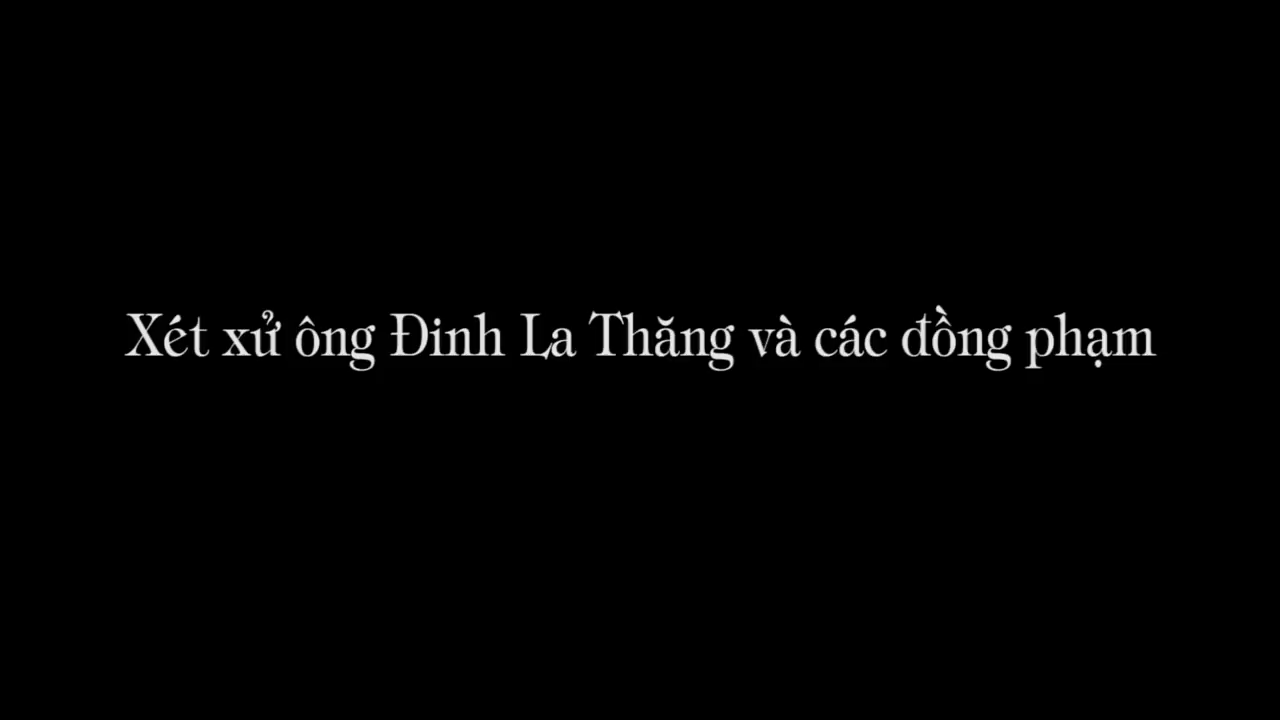 Xét xử ông Đinh La Thăng và các đồng phạm